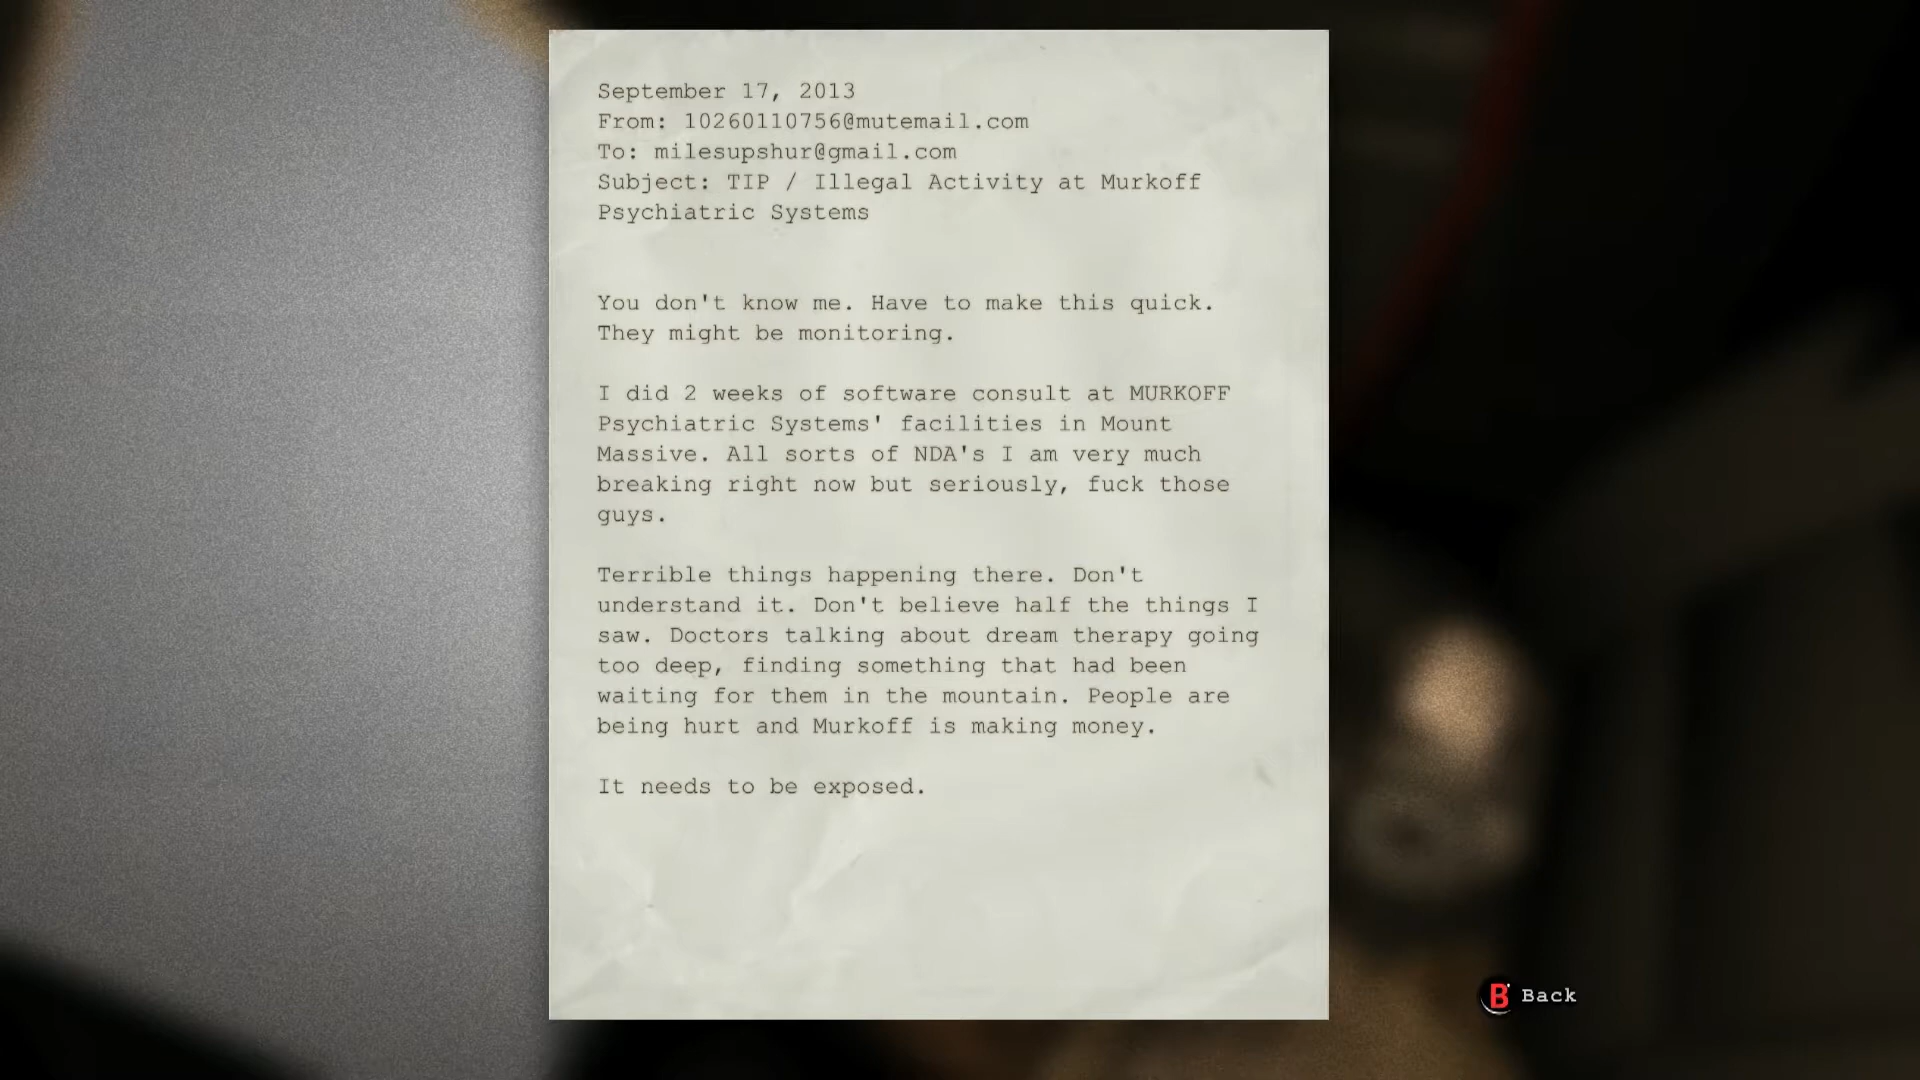 September 17, 2013
From: 10260110756@mutemail.com
To: milesupshur@gmail.com
Subject: TIP / Illegal Activity at Murkoff
Psychiatric Systems
You don't know me. Have to make this quick.
They might be monitoring.
I did 2 weeks of software consult at MURKOFF
Psychiatric Systems' facilities in Mount
Massive. All sorts of NDA's I am very much
breaking right now but seriously, fuck those
guys.
Terrible things happening there. Don't
understand it. Don't believe half the things I
saw. Doctors talking about dream therapy going
too deep, finding something that had been
waiting for them in the mountain. People are
being hurt and Murkoff is making money.
It needs to be exposed.
B Back